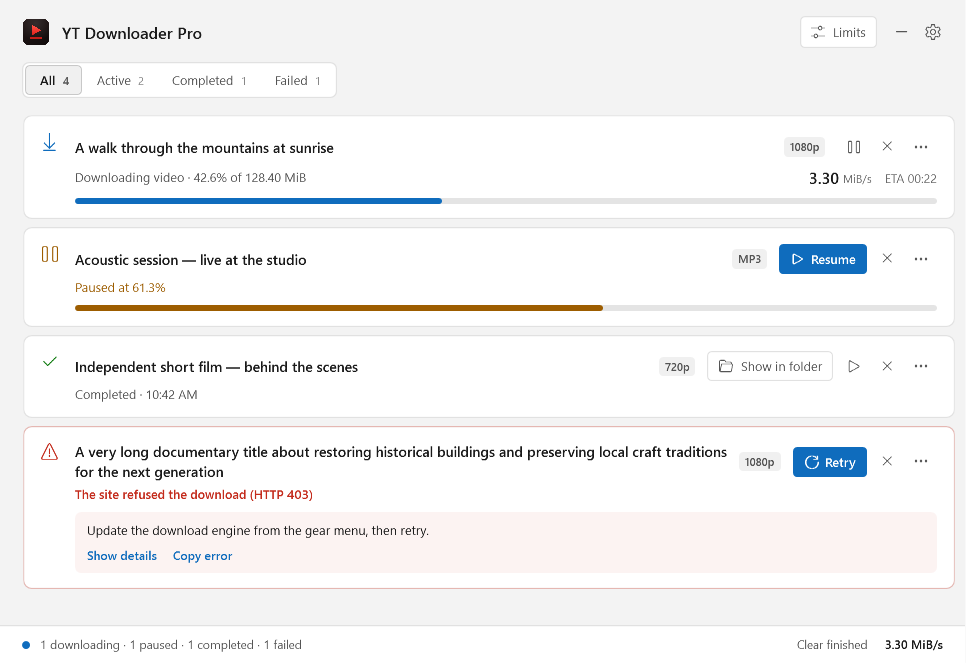 YT Downloader Pro
Limits
All 4 Active 2 Completed 1 Failed 1
A walk through the mountains at sunrise
1080p
Downloading video · 42.6% of 128.40 MiB
3.30 MiB/s ETA 00:22
Acoustic session — live at the studio
MP3
Resume
Paused at 61.3%
Independent short film — behind the scenes
720p
Show in folder
Completed · 10:42 AM
A very long documentary title about restoring historical buildings and preserving local craft traditions
for the next generation
1080p
Retry
The site refused the download (HTTP 403)
Update the download engine from the gear menu, then retry.
Show details Copy error
1 downloading · 1 paused · 1 completed · 1 failed
Clear finished 3.30 MiB/s